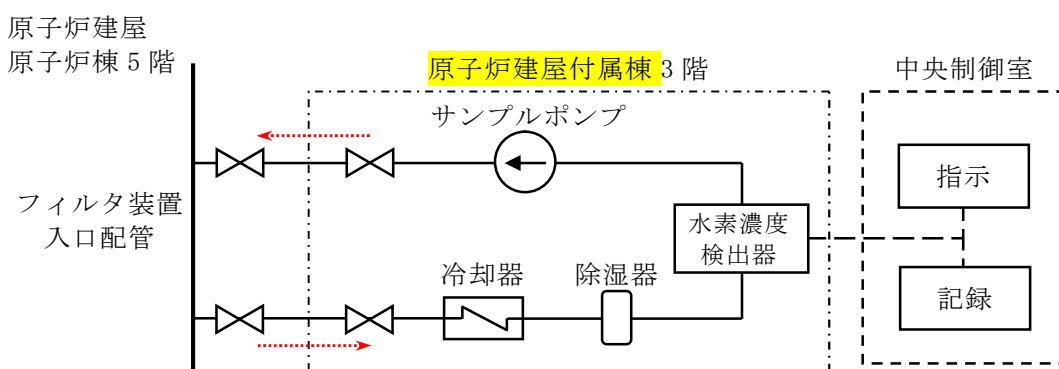 原子炉建屋
原子炉棟 5 階
原子炉建屋付属棟 3 階
中央制御室
サンプルポンプ
指示
フィルタ装置
入口配管
水素濃度
検出器
冷却器
除湿器
記録